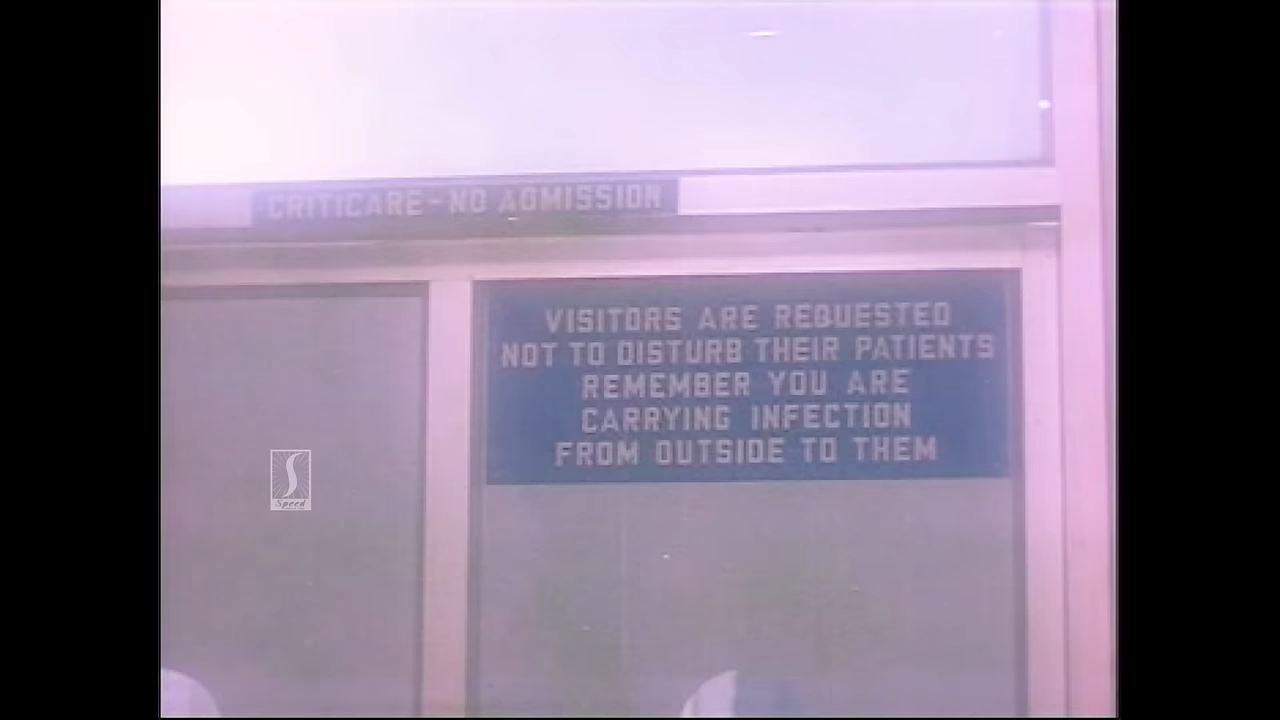 CRITICARE-NO ADMISSION
VISITORS ARE REQUESTED
NOT TO DISTURB THEIR PATIENTS
REMEMBER YOU ARE
CARRYING INFECTION
FROM OUTSIDE TO THEM
S
Speed